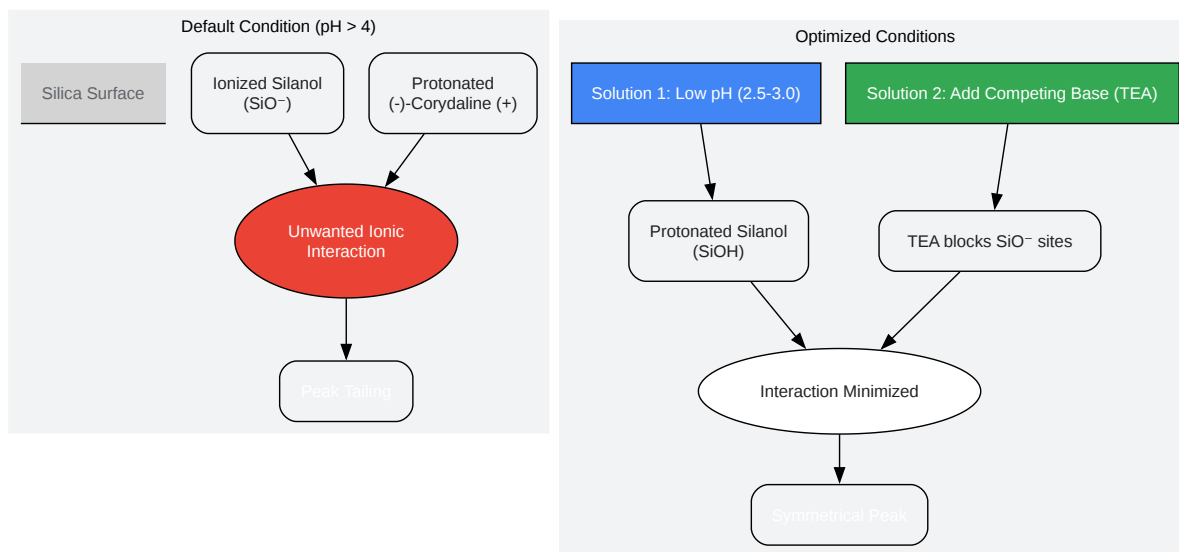 Default Condition (pH > 4)
Silica Surface
Ionized Silanol
(SiO⁻)
Protonated
(-)-Corydaline (+)
Unwanted Ionic
Interaction
Peak Tailing
Optimized Conditions
Solution 1: Low pH (2.5-3.0)
Solution 2: Add Competing Base (TEA)
Protonated Silanol
(SiOH)
TEA blocks SiO⁻ sites
Interaction Minimized
Symmetrical Peak